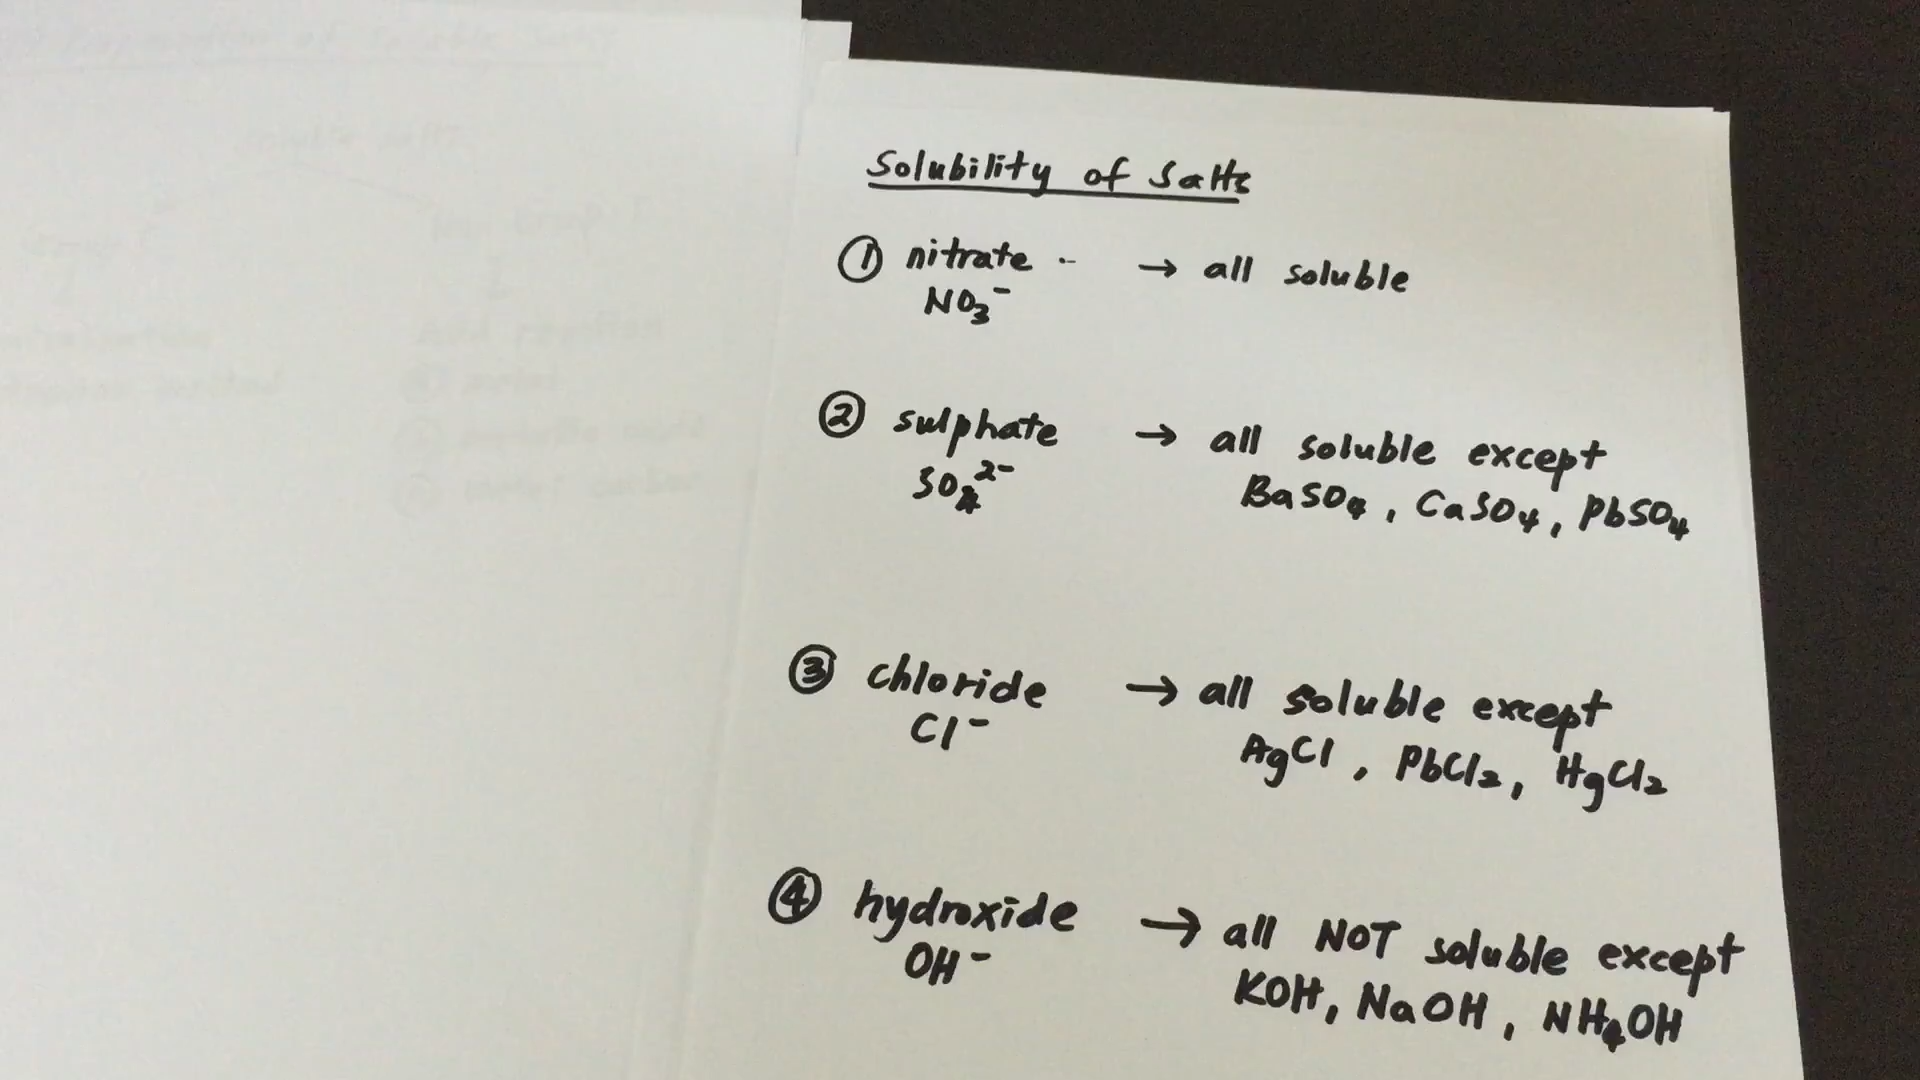 Solubility of Salts
① nitrate → all soluble
NO₃⁻
② sulphate → all soluble except
SO₄²⁻ BaSO₄, CaSO₄, PbSO₄
③ chloride → all soluble except
Cl⁻ AgCl, PbCl₂, HgCl₂
④ hydroxide → all NOT soluble except
OH⁻ KOH, NaOH, NH₄OH